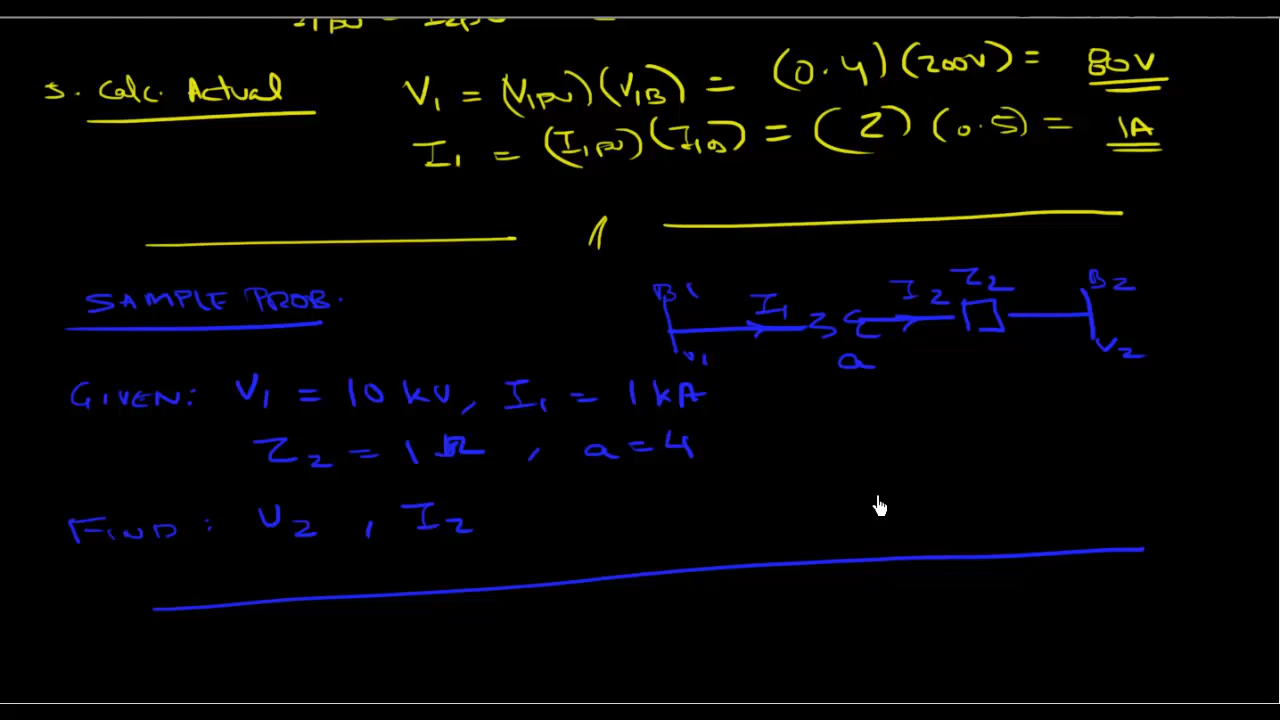 I1pu = I2pu =
5. Calc. Actual V1 = (V1pu)(V1B) = (0.4)(200V) = 80V
I1 = (I1pu)(I1B) = (2)(0.5) = 1A
SAMPLE PROB.
B1 I1 I2 Z2 B2
V1 a V2
GIVEN: V1 = 10 kV, I1 = 1 kA
Z2 = 1 Ω, a = 4
FIND: V2, I2